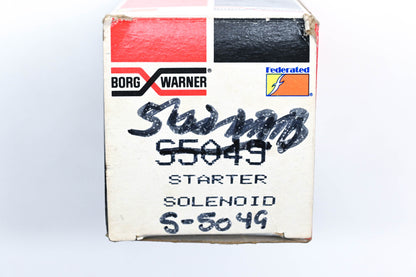 BORG WARNER
Federated
S5049
STARTER
SOLENOID
S-5049